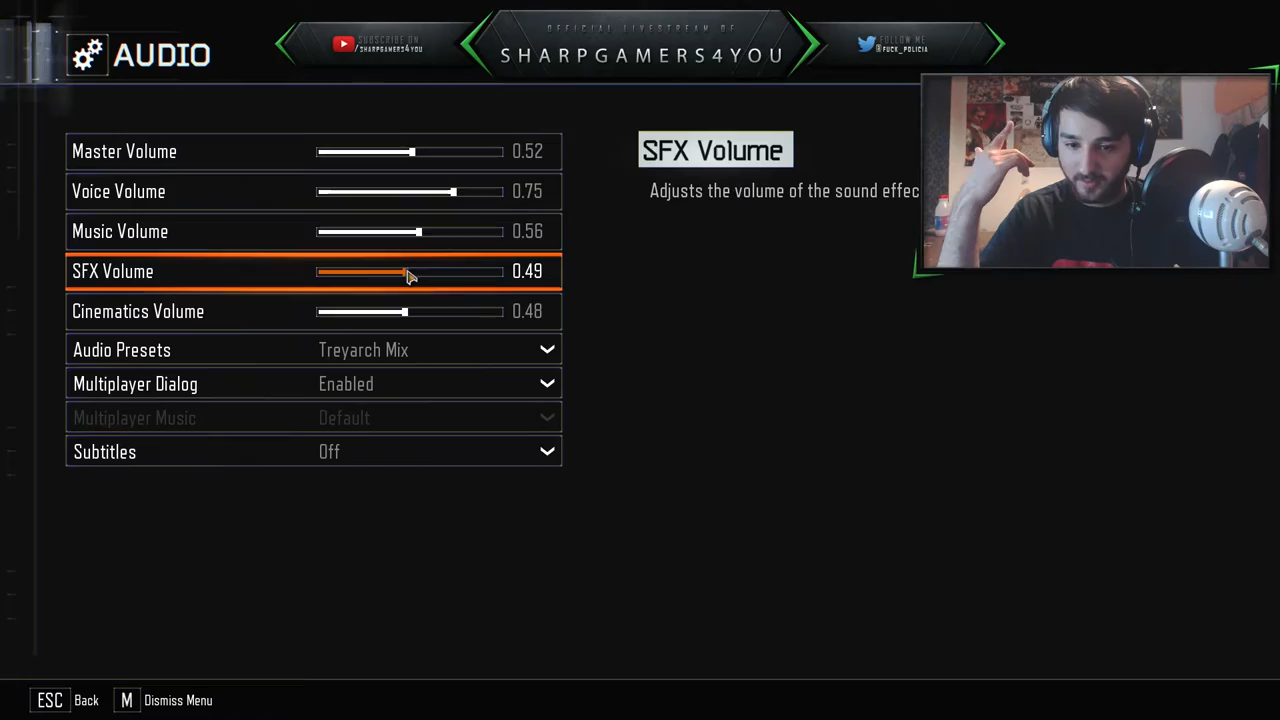 AUDIO
SUBSCRIBE ON
/SHARPGAMERS4YOU
OFFICIAL LIVESTREAM OF
SHARPGAMERS4YOU
FOLLOW ME
@FUCK_POLICIA
Master Volume 0.52
Voice Volume 0.75
Music Volume 0.56
SFX Volume 0.49
Cinematics Volume 0.48
Audio Presets Treyarch Mix
Multiplayer Dialog Enabled
Multiplayer Music Default
Subtitles Off
SFX Volume
Adjusts the volume of the sound effec
ESC Back M Dismiss Menu